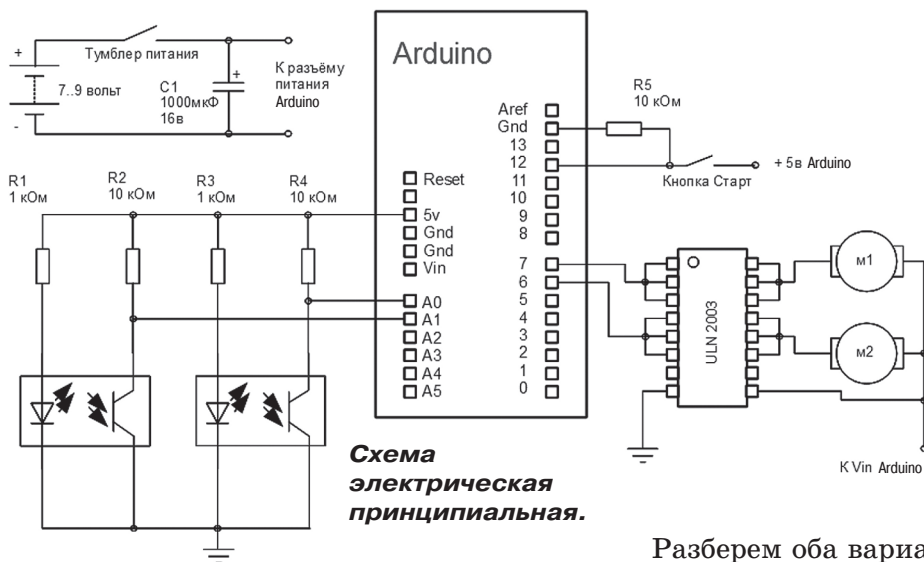 +
Тумблер питания
7..9 вольт
-
C1
1000мкФ
16в
+
К разъёму
питания
Arduino
Arduino
Aref
Gnd
13
12
11
10
9
8
7
6
5
4
3
2
1
0
Reset
5v
Gnd
Gnd
Vin
A0
A1
A2
A3
A4
A5
R5
10 кОм
+ 5в Arduino
Кнопка Старт
R1
1 кОм
R2
10 кОм
R3
1 кОм
R4
10 кОм
ULN 2003
м1
м2
К Vin Arduino
Схема
электрическая
принципиальная.
Разберем оба вариа